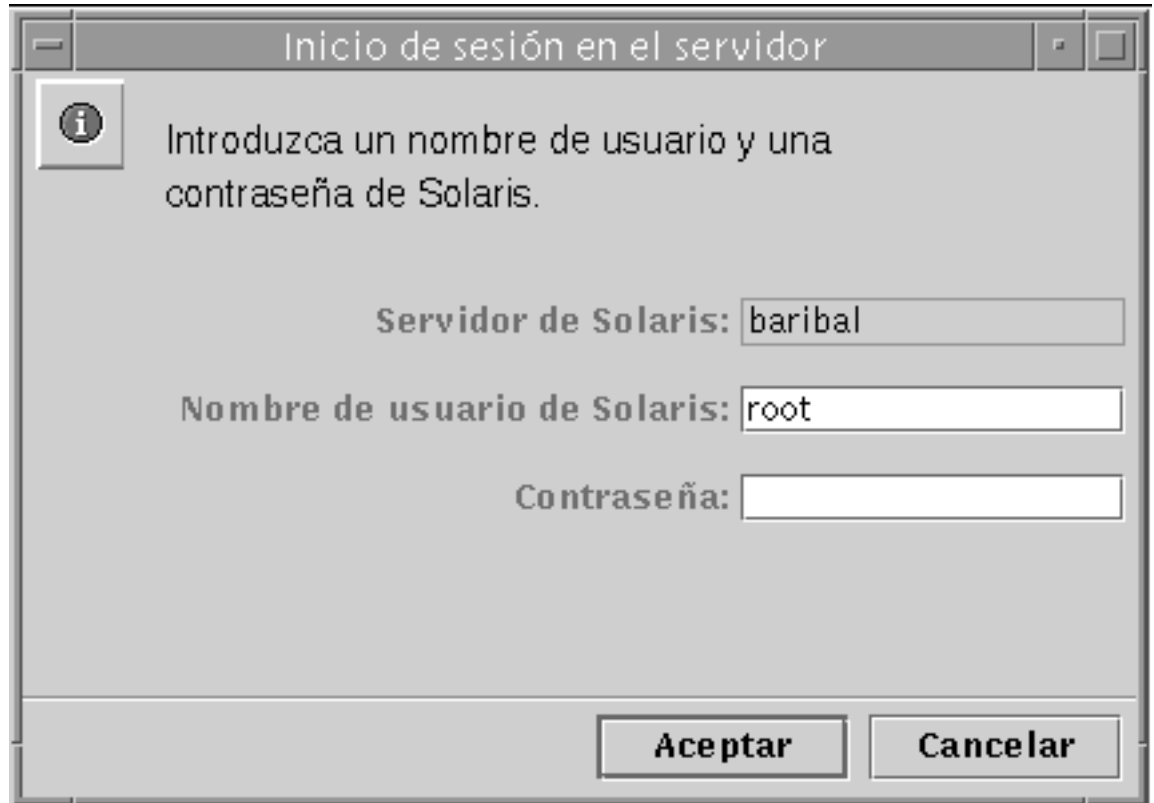 Inicio de sesión en el servidor
Introduzca un nombre de usuario y una
contraseña de Solaris.
Servidor de Solaris: baribal
Nombre de usuario de Solaris: root
Contraseña:
Aceptar Cancelar